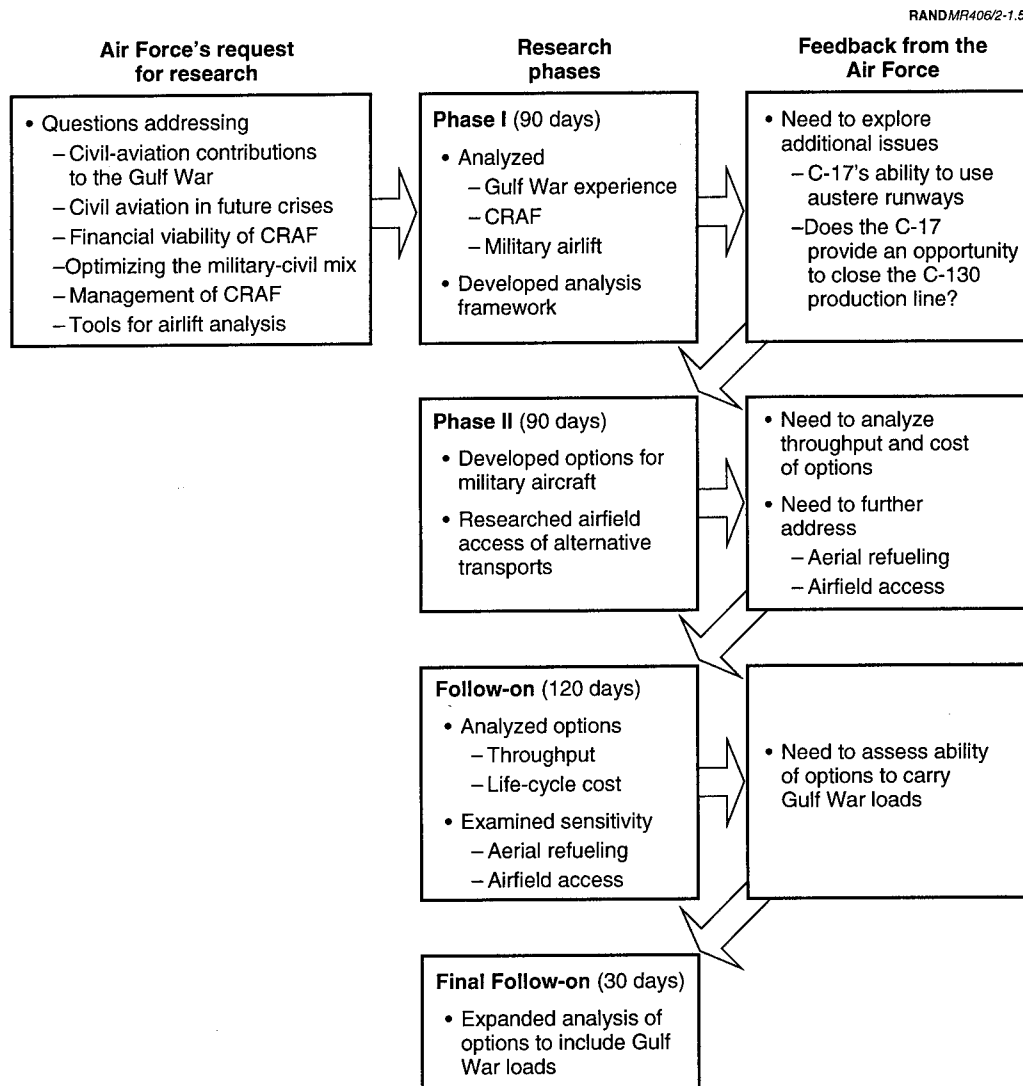 RANDMR406/2-1.5
Air Force's request
for research
• Questions addressing
– Civil-aviation contributions
to the Gulf War
– Civil aviation in future crises
– Financial viability of CRAF
–Optimizing the military-civil mix
– Management of CRAF
– Tools for airlift analysis
Research
phases
Phase I (90 days)
• Analyzed
– Gulf War experience
– CRAF
– Military airlift
• Developed analysis
framework
Feedback from the
Air Force
• Need to explore
additional issues
– C-17's ability to use
austere runways
–Does the C-17
provide an opportunity
to close the C-130
production line?
Phase II (90 days)
• Developed options for
military aircraft
• Researched airfield
access of alternative
transports
• Need to analyze
throughput and cost
of options
• Need to further
address
– Aerial refueling
– Airfield access
Follow-on (120 days)
• Analyzed options
– Throughput
– Life-cycle cost
• Examined sensitivity
– Aerial refueling
– Airfield access
• Need to assess ability
of options to carry
Gulf War loads
Final Follow-on (30 days)
• Expanded analysis of
options to include Gulf
War loads